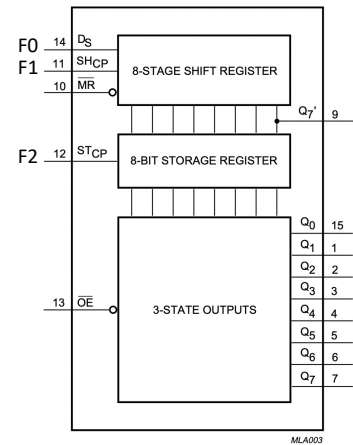 F0 14 DS
F1 11 SHCP
10 MR
8-STAGE SHIFT REGISTER
Q7' 9
F2 12 STCP
8-BIT STORAGE REGISTER
Q0 15
Q1 1
Q2 2
Q3 3
13 OE
3-STATE OUTPUTS
Q4 4
Q5 5
Q6 6
Q7 7
MLA003